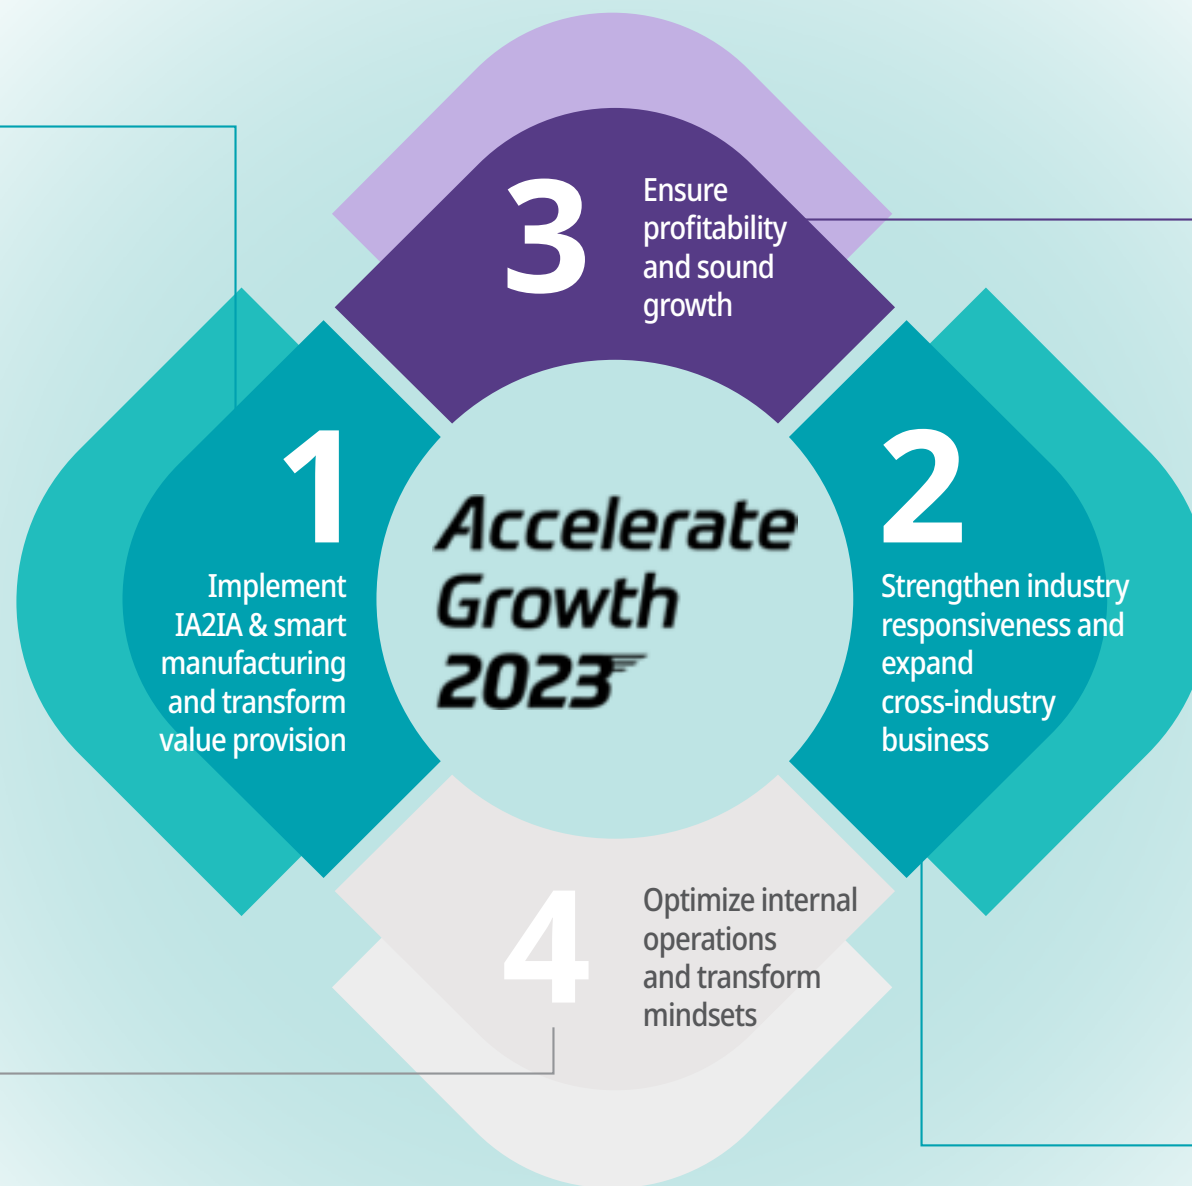 3
Ensure
profitability
and sound
growth
1
Implement
IA2IA & smart
manufacturing
and transform
value provision
Accelerate
Growth
2023
2
Strengthen industry
responsiveness and
expand
cross-industry
business
4
Optimize internal
operations
and transform
mindsets